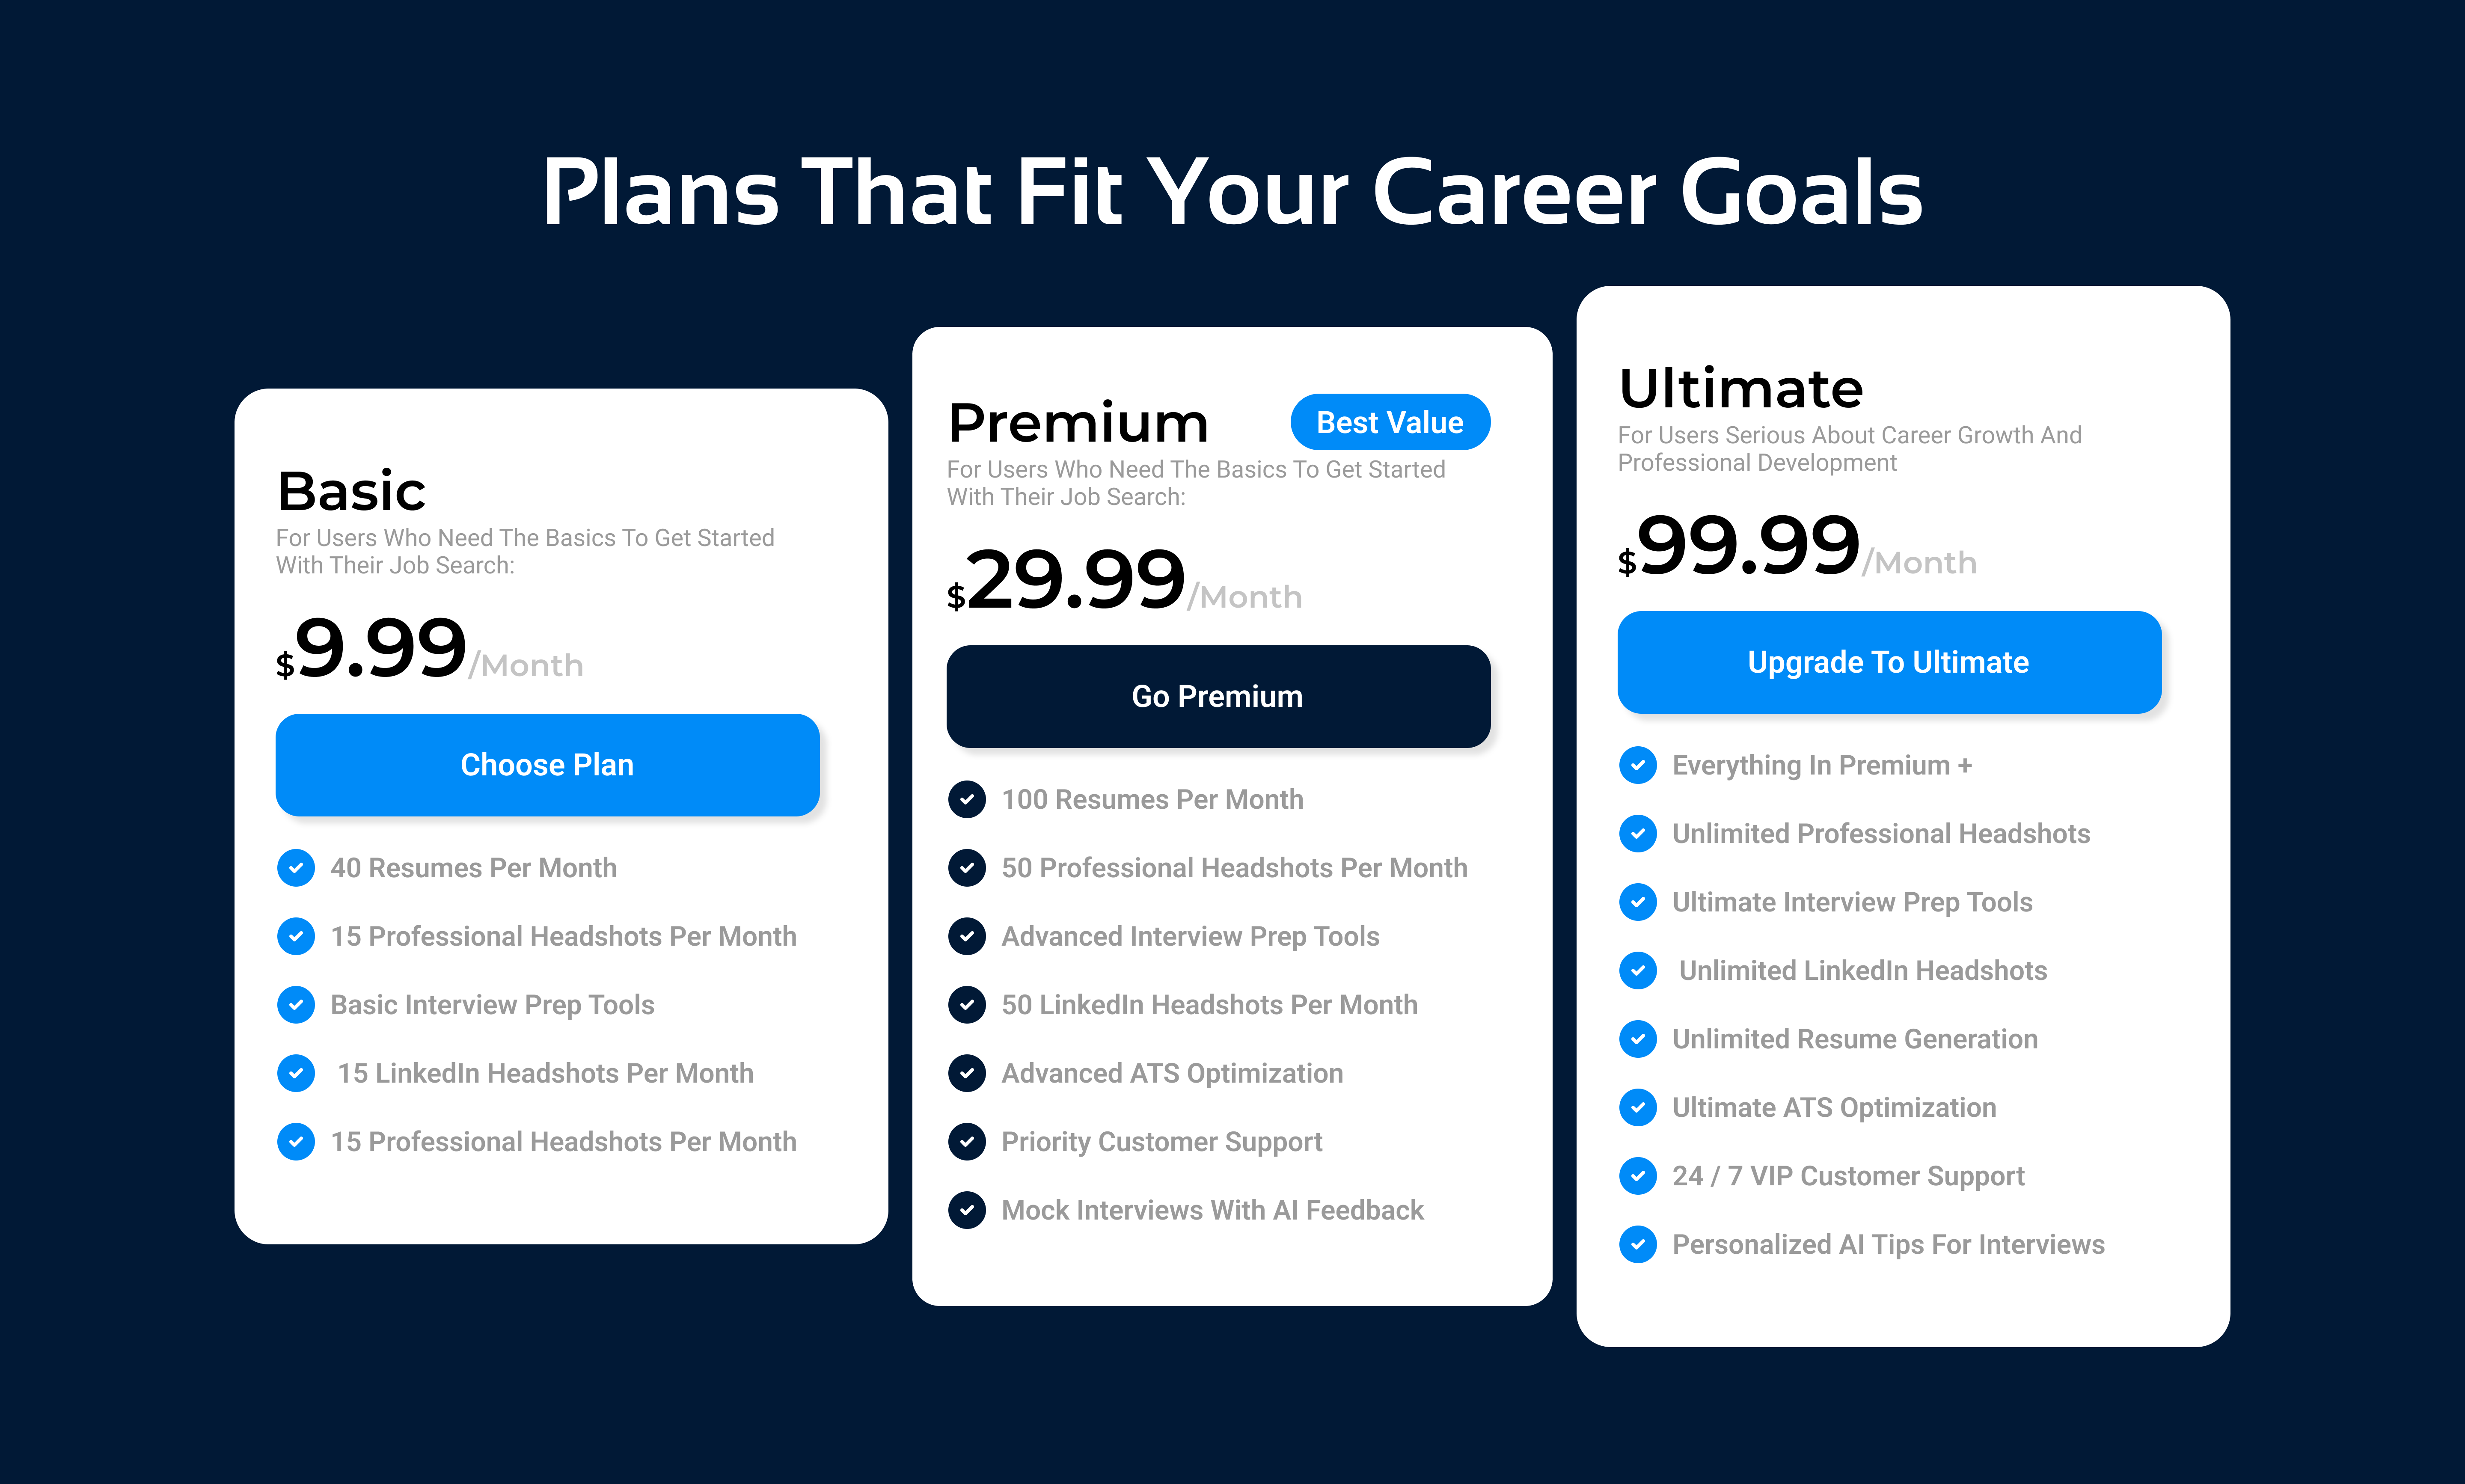 Plans That Fit Your Career Goals
Basic
For Users Who Need The Basics To Get Started
With Their Job Search:
$9.99/Month
Choose Plan
40 Resumes Per Month
15 Professional Headshots Per Month
Basic Interview Prep Tools
15 LinkedIn Headshots Per Month
15 Professional Headshots Per Month
Premium
Best Value
For Users Who Need The Basics To Get Started
With Their Job Search:
$29.99/Month
Go Premium
100 Resumes Per Month
50 Professional Headshots Per Month
Advanced Interview Prep Tools
50 LinkedIn Headshots Per Month
Advanced ATS Optimization
Priority Customer Support
Mock Interviews With AI Feedback
Ultimate
For Users Serious About Career Growth And
Professional Development
$99.99/Month
Upgrade To Ultimate
Everything In Premium +
Unlimited Professional Headshots
Ultimate Interview Prep Tools
Unlimited LinkedIn Headshots
Unlimited Resume Generation
Ultimate ATS Optimization
24 / 7 VIP Customer Support
Personalized AI Tips For Interviews